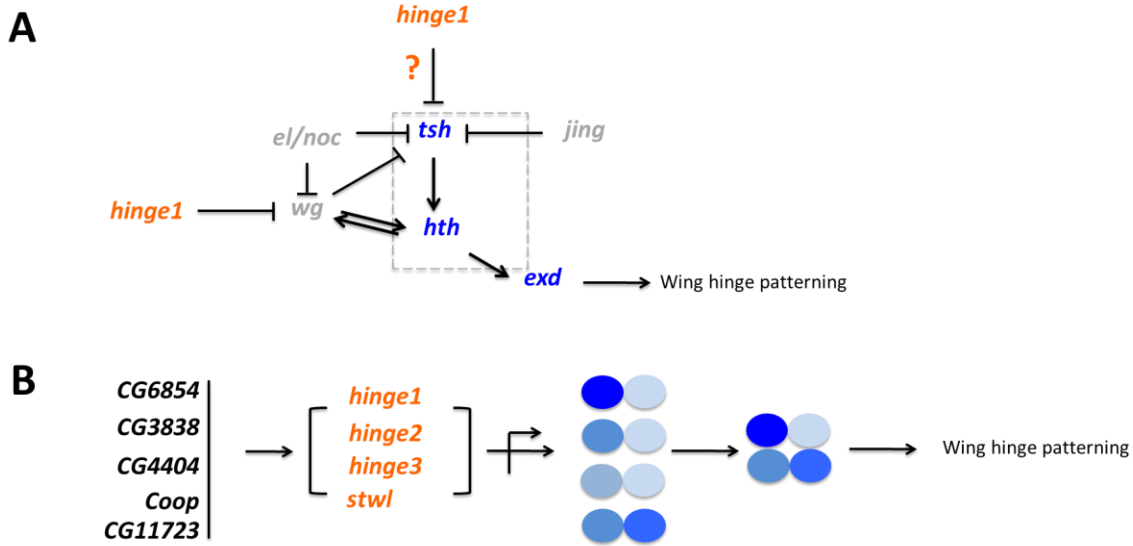 A
hinge1
?
el/noc
tsh
jing
hinge1
wg
hth
exd
Wing hinge patterning
B
CG6854
CG3838
CG4404
Coop
CG11723
hinge1
hinge2
hinge3
stwl
Wing hinge patterning